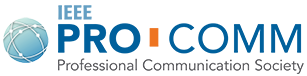 IEEE
PRO COMM
Professional Communication Society